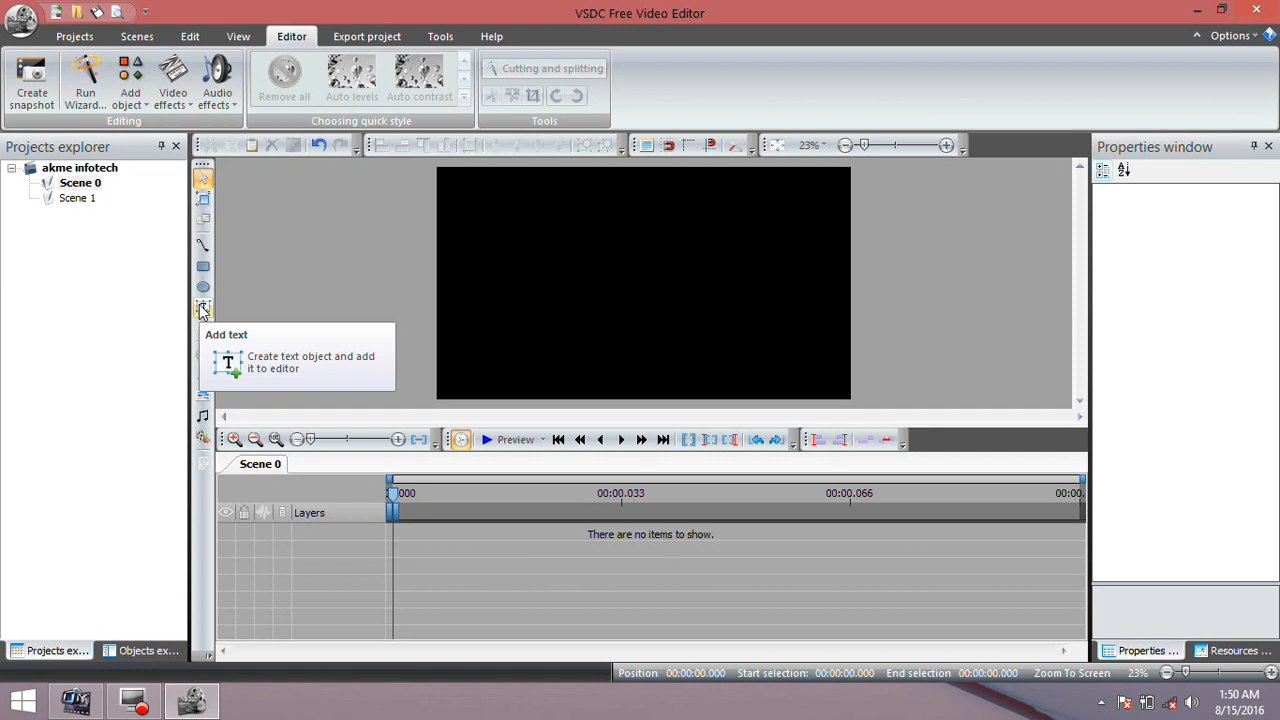 VSDC Free Video Editor
Projects
Scenes
Edit
View
Editor
Export project
Tools
Help
Options
Create snapshot
Run Wizard...
Add object
Video effects
Audio effects
Remove all
Auto levels
Auto contrast
Cutting and splitting
Editing
Choosing quick style
Tools
Projects explorer
23%
Properties window
akme infotech
Scene 0
Scene 1
Add text
Create text object and add
it to editor
T
Preview
Scene 0
000
00:00.033
00:00.066
00:00.
Layers
There are no items to show.
Projects ex...
Objects ex...
Properties ...
Resources ...
Position 00:00:00.000 Start selection: 00:00:00.000 End selection 00:00:00.000 Zoom To Screen 23%
1:50 AM
8/15/2016